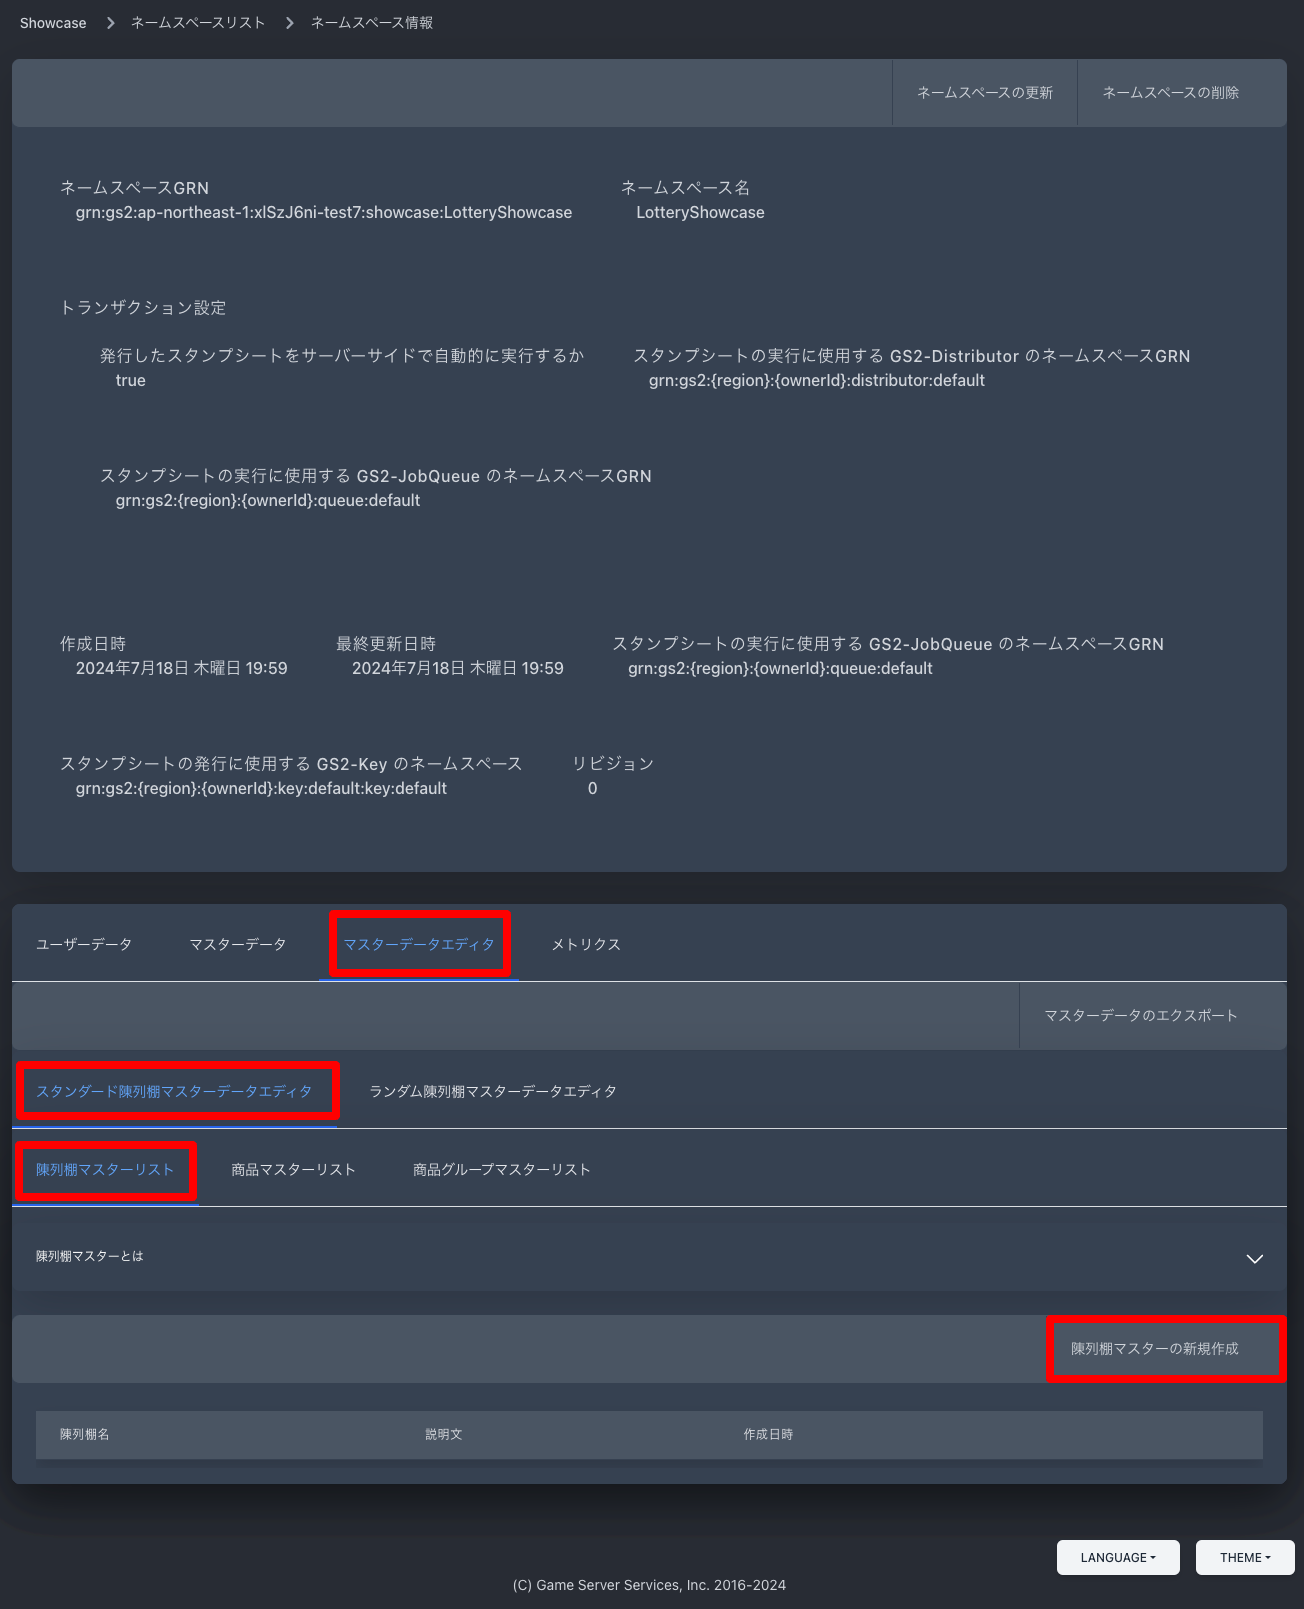 Showcase > ネームスペースリスト > ネームスペース情報
ネームスペースの更新 ネームスペースの削除
ネームスペースGRN ネームスペース名
grn:gs2:ap-northeast-1:xlSzJ6ni-test7:showcase:LotteryShowcase LotteryShowcase
トランザクション設定
発行したスタンプシートをサーバーサイドで自動的に実行するか スタンプシートの実行に使用する GS2-Distributor のネームスペースGRN
true grn:gs2:{region}:{ownerId}:distributor:default
スタンプシートの実行に使用する GS2-JobQueue のネームスペースGRN
grn:gs2:{region}:{ownerId}:queue:default
作成日時 最終更新日時 スタンプシートの実行に使用する GS2-JobQueue のネームスペースGRN
2024年7月18日 木曜日 19:59 2024年7月18日 木曜日 19:59 grn:gs2:{region}:{ownerId}:queue:default
スタンプシートの発行に使用する GS2-Key のネームスペース リビジョン
grn:gs2:{region}:{ownerId}:key:default:key:default 0
ユーザーデータ マスターデータ マスターデータエディタ メトリクス
マスターデータのエクスポート
スタンダード陳列棚マスターデータエディタ ランダム陳列棚マスターデータエディタ
陳列棚マスターリスト 商品マスターリスト 商品グループマスターリスト
陳列棚マスターとは
陳列棚マスターの新規作成
陳列棚名 説明文 作成日時
LANGUAGE THEME
(C) Game Server Services, Inc. 2016-2024